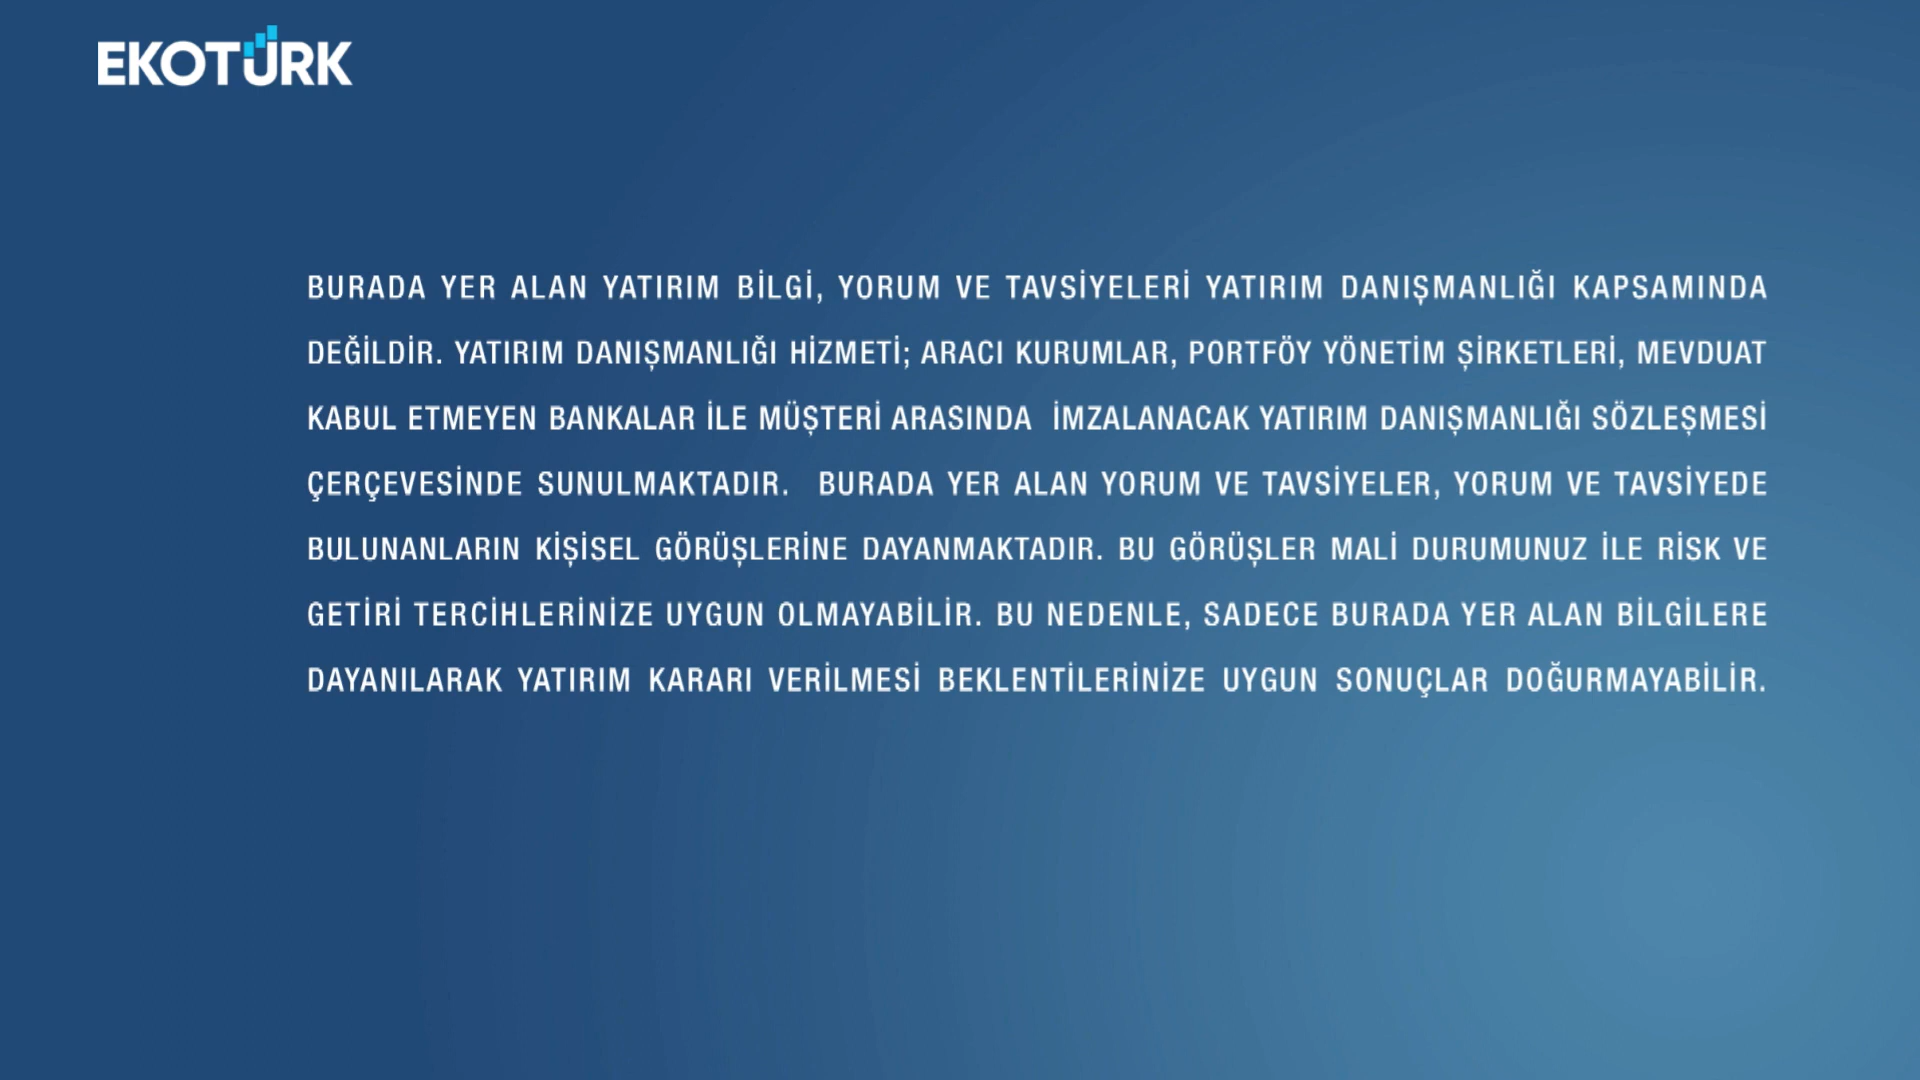 EKOTÜRK
BURADA YER ALAN YATIRIM BİLGİ, YORUM VE TAVSİYELERİ YATIRIM DANIŞMANLIĞI KAPSAMINDA
DEĞİLDİR. YATIRIM DANIŞMANLIĞI HİZMETİ; ARACI KURUMLAR, PORTFÖY YÖNETİM ŞİRKETLERİ, MEVDUAT
KABUL ETMEYEN BANKALAR İLE MÜŞTERİ ARASINDA İMZALANACAK YATIRIM DANIŞMANLIĞI SÖZLEŞMESİ
ÇERÇEVESİNDE SUNULMAKTADIR. BURADA YER ALAN YORUM VE TAVSİYELER, YORUM VE TAVSİYEDE
BULUNANLARIN KİŞİSEL GÖRÜŞLERİNE DAYANMAKTADIR. BU GÖRÜŞLER MALİ DURUMUNUZ İLE RİSK VE
GETİRİ TERCİHLERİNİZE UYGUN OLMAYABİLİR. BU NEDENLE, SADECE BURADA YER ALAN BİLGİLERE
DAYANILARAK YATIRIM KARARI VERİLMESİ BEKLENTİLERİNİZE UYGUN SONUÇLAR DOĞURMAYABİLİR.